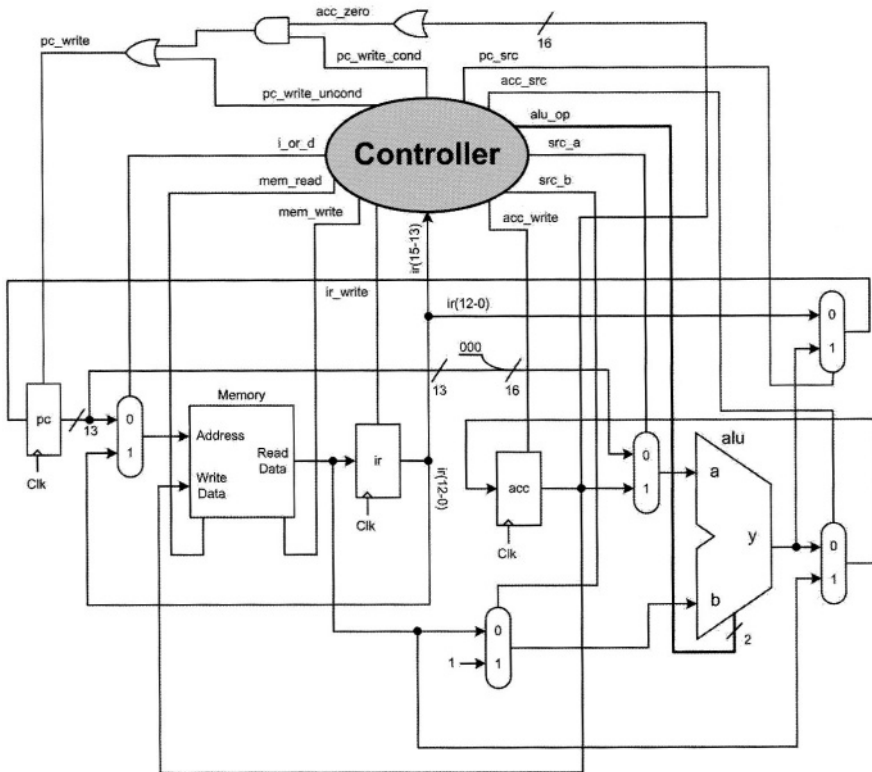 acc_zero
16
pc_write
pc_write_cond
pc_src
acc_src
pc_write_uncond
alu_op
i_or_d
Controller
src_a
mem_read
src_b
mem_write
acc_write
ir(15-13)
ir_write
ir(12-0)
0
1
000
13
16
Memory
pc
13
0
1
Address
Read
Data
Write
Data
ir
ir(12-0)
acc
0
1
alu
a
y
b
0
1
Clk
Clk
Clk
0
1
1
2